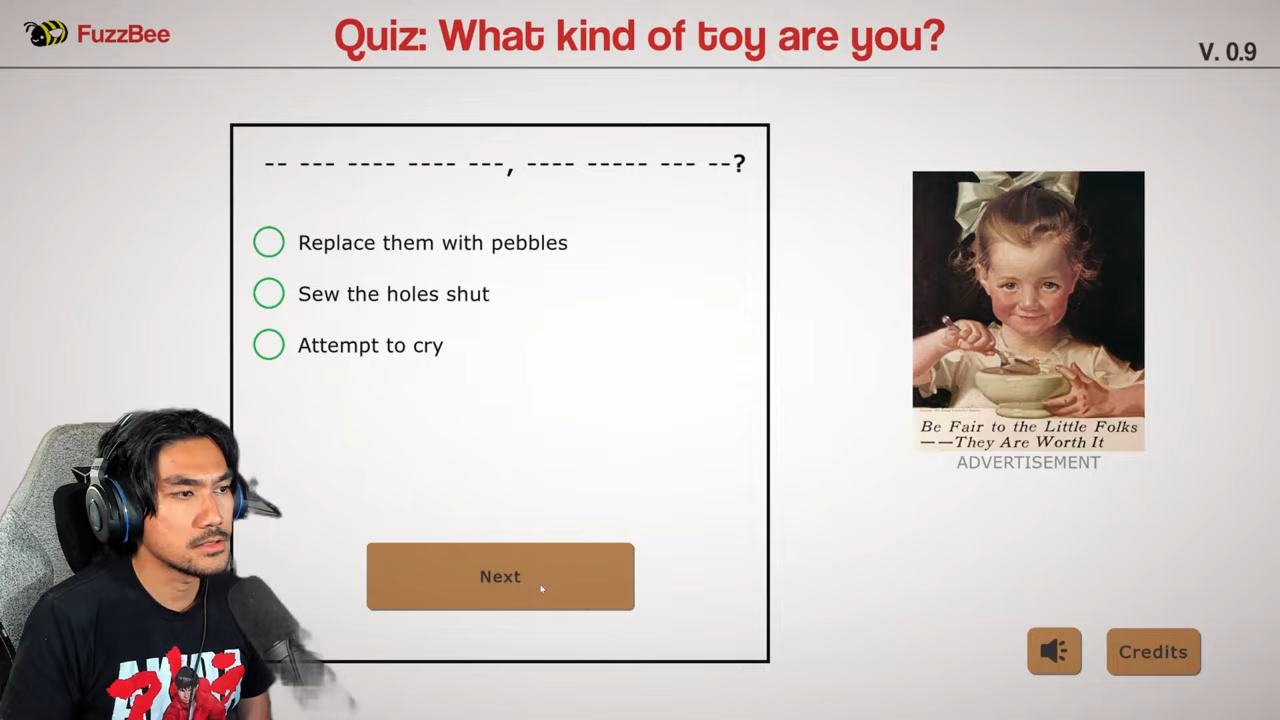 FuzzBee
Quiz: What kind of toy are you?
V. 0.9
-- --- ---- ---- ---, ---- ----- --- --?
Replace them with pebbles
Sew the holes shut
Attempt to cry
Next
Be Fair to the Little Folks
——They Are Worth It
ADVERTISEMENT
Credits